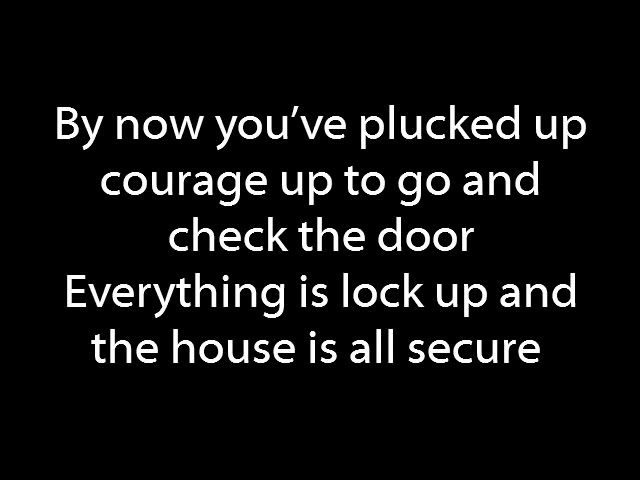 By now you’ve plucked up
courage up to go and
check the door
Everything is lock up and
the house is all secure